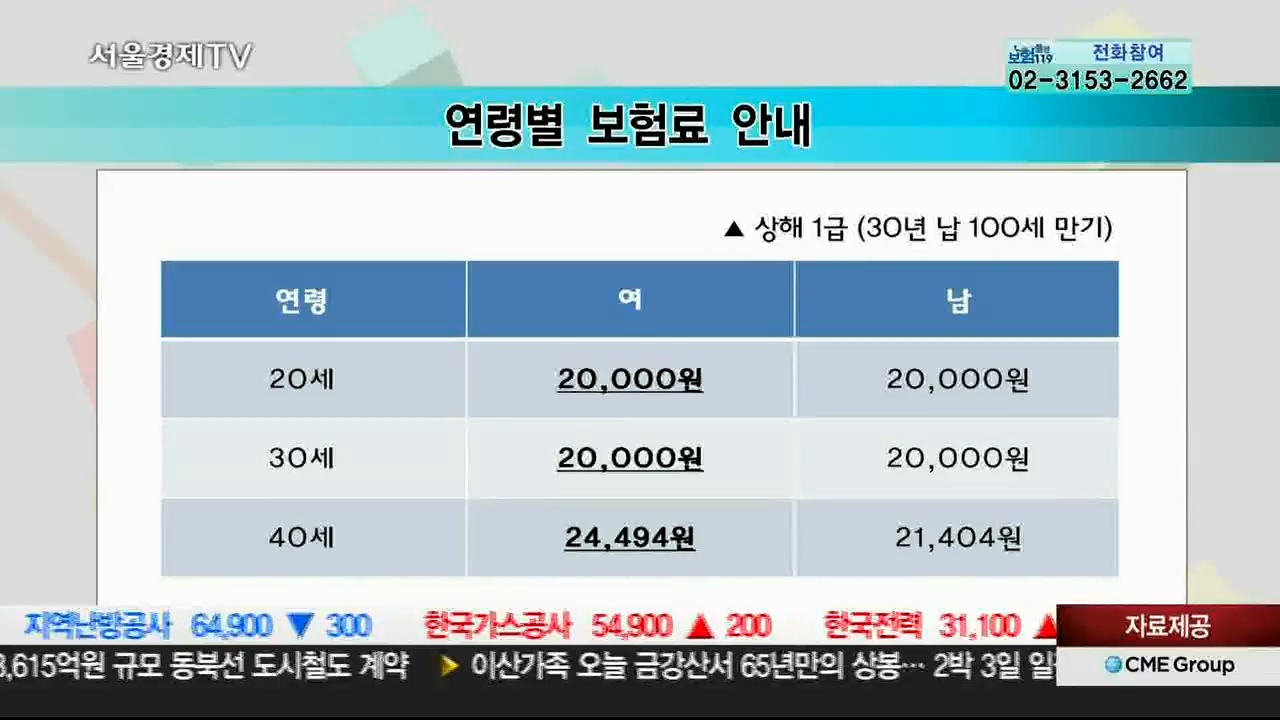 서울경제TV
보험119 전화참여
02-3153-2662
연령별 보험료 안내
▲ 상해 1급 (30년 납 100세 만기)
연령 여 남
20세 20,000원 20,000원
30세 20,000원 20,000원
40세 24,494원 21,404원
지역난방공사 64,900 ▼ 300 한국가스공사 54,900 ▲ 200 한국전력 31,100 ▲
자료제공
3,615억원 규모 동북선 도시철도 계약 ▶ 이산가족 오늘 금강산서 65년만의 상봉… 2박 3일 일
CME Group